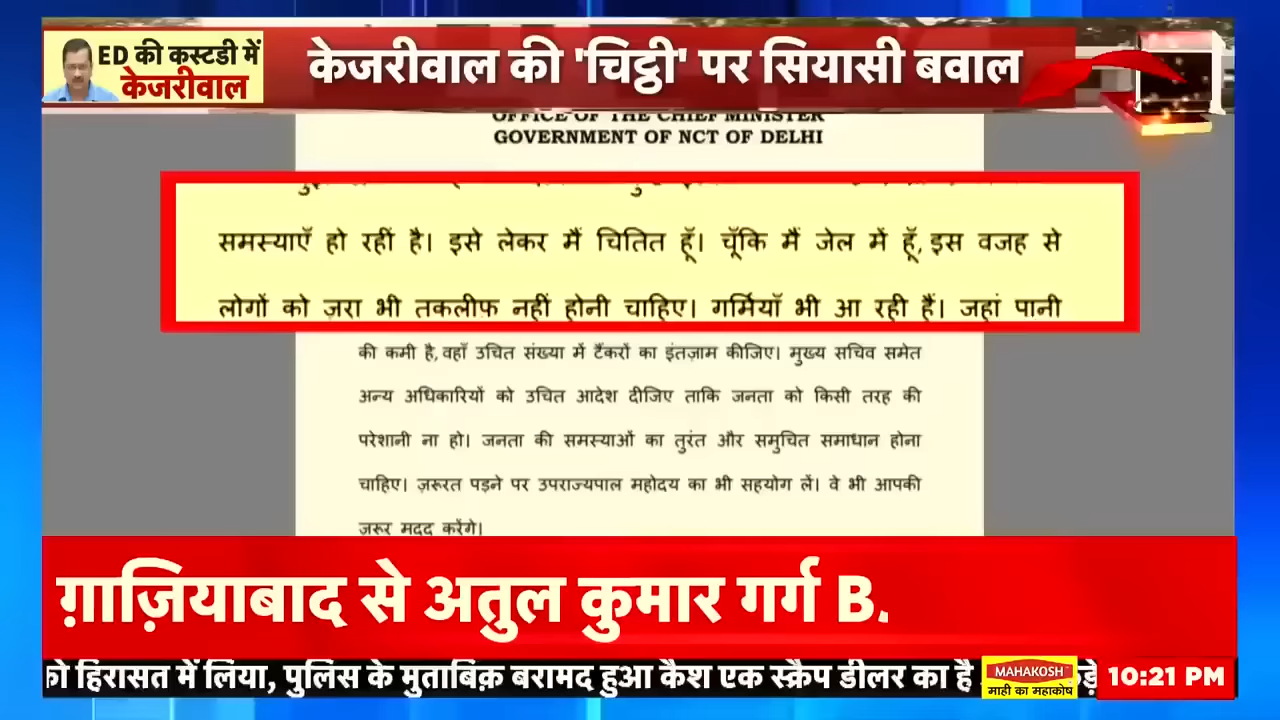 ED की कस्टडी में
केजरीवाल
केजरीवाल की 'चिट्ठी' पर सियासी बवाल
OFFICE OF THE CHIEF MINISTER
GOVERNMENT OF NCT OF DELHI
समस्याएँ हो रहीं है। इसे लेकर मैं चिंतित हूँ। चूँकि मैं जेल में हूँ, इस वजह से
लोगों को ज़रा भी तकलीफ नहीं होनी चाहिए। गर्मियाँ भी आ रही हैं। जहां पानी
की कमी है, वहाँ उचित संख्या में टैंकरों का इंतज़ाम कीजिए। मुख्य सचिव समेत
अन्य अधिकारियों को उचित आदेश दीजिए ताकि जनता को किसी तरह की
परेशानी ना हो। जनता की समस्याओं का तुरंत और समुचित समाधान होना
चाहिए। ज़रूरत पड़ने पर उपराज्यपाल महोदय का भी सहयोग लें। वे भी आपकी
ज़रूर मदद करेंगे।
ग़ाज़ियाबाद से अतुल कुमार गर्ग B.
को हिरासत में लिया, पुलिस के मुताबिक़ बरामद हुआ कैश एक स्क्रैप डीलर का है
MAHAKOSH
माही का महाकोष
10:21 PM